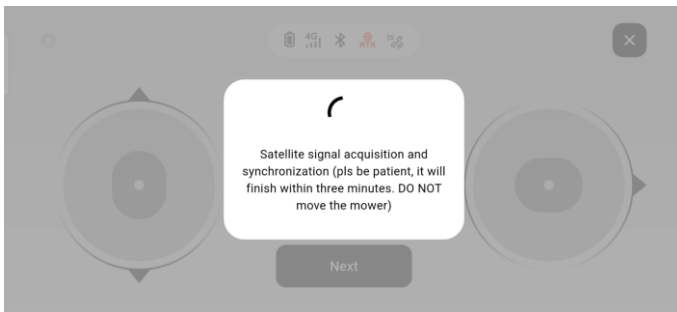 4G
RTK
15
Satellite signal acquisition and
synchronization (pls be patient, it will
finish within three minutes. DO NOT
move the mower)
Next